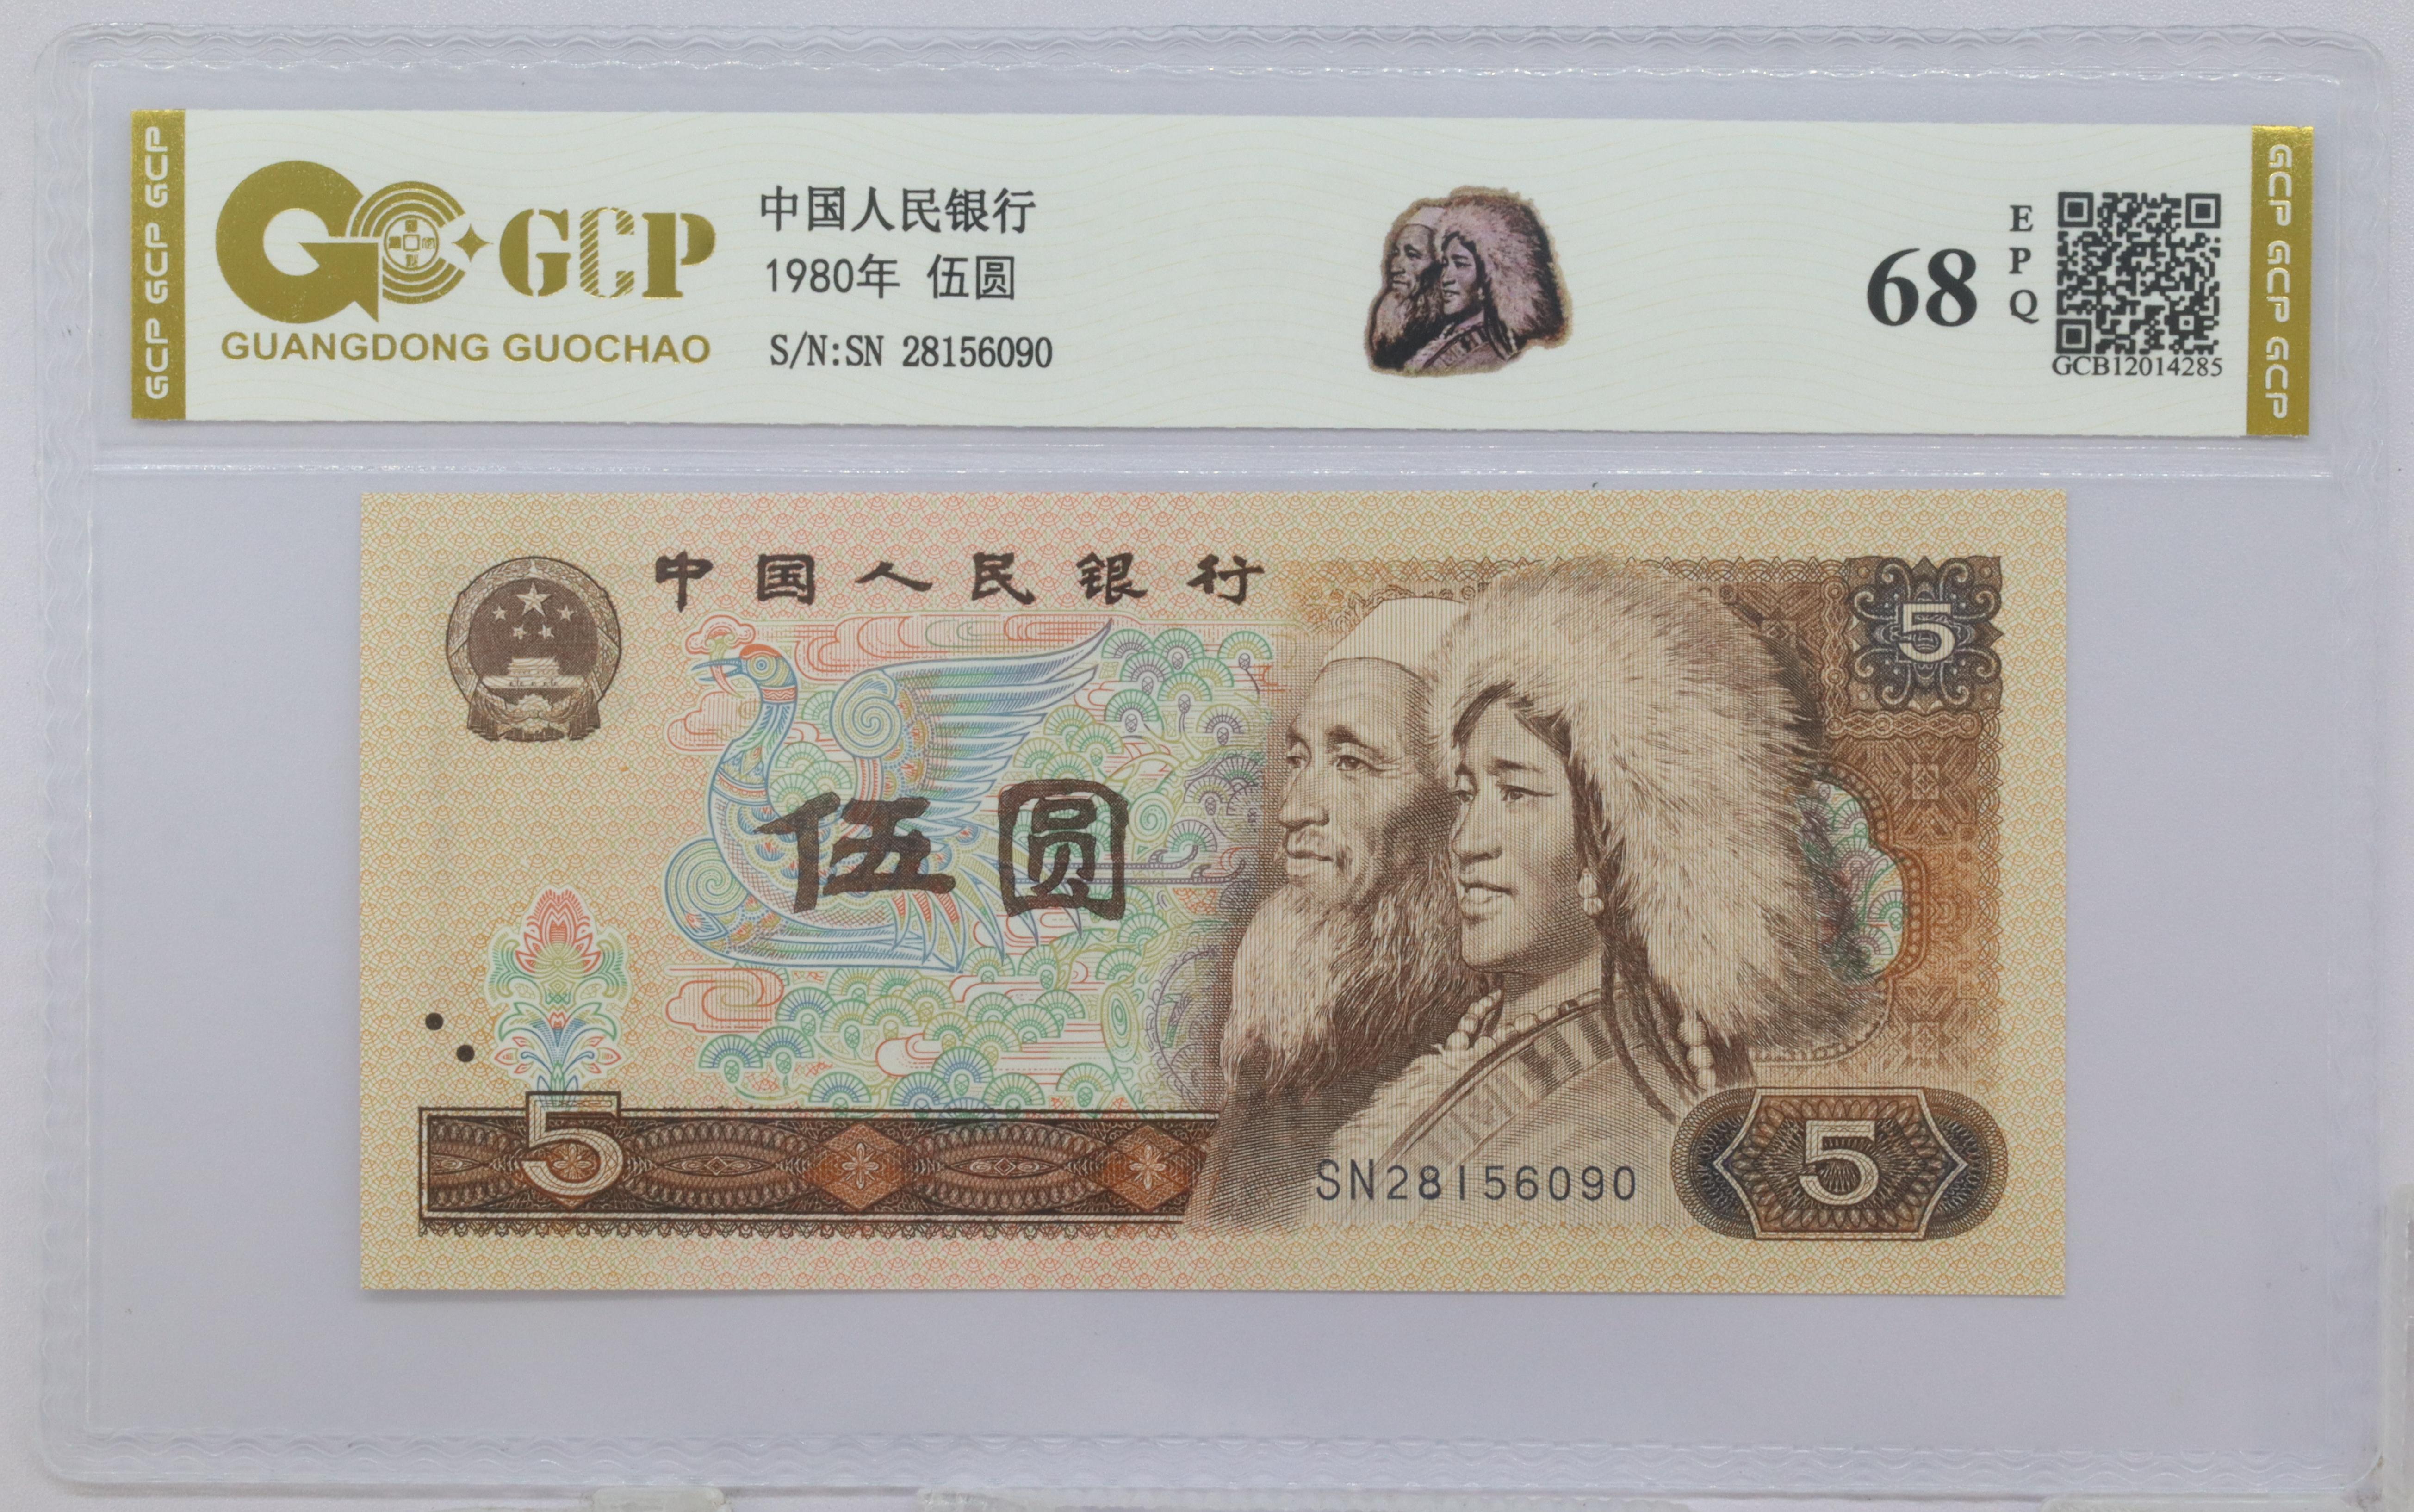 GCP GCP GCP
GCP
GUANGDONG GUOCHAO
中国人民银行
1980年 伍圆
S/N:SN 28156090
68
EPQ
GCB12014285
GCP GCP GCP
中国人民银行
5
伍圆
5
SN28156090
5